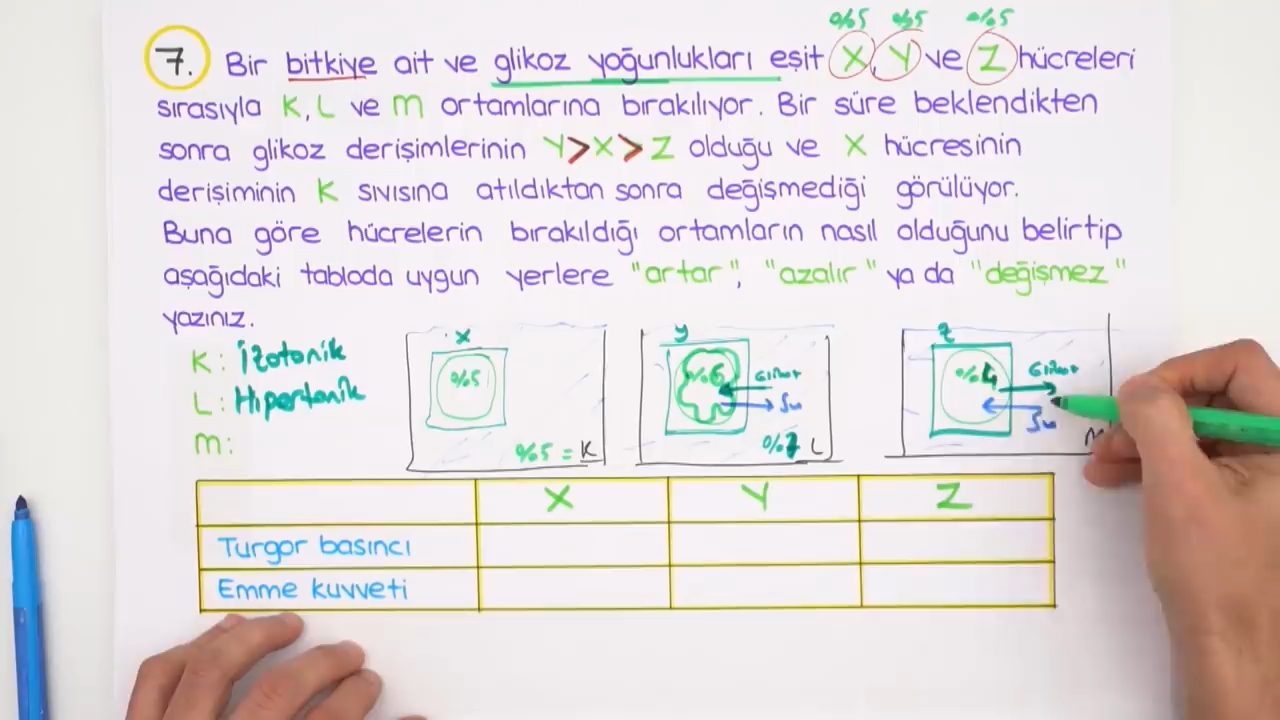 %5 %5 %5
7. Bir bitkiye ait ve glikoz yoğunlukları eşit X, Y ve Z hücreleri
sırasıyla K, L ve M ortamlarına bırakılıyor. Bir süre beklendikten
sonra glikoz derişimlerinin Y>X>Z olduğu ve X hücresinin
derişiminin K sıvısına atıldıktan sonra değişmediği görülüyor.
Buna göre hücrelerin bırakıldığı ortamların nasıl olduğunu belirtip
aşağıdaki tabloda uygun yerlere "artar", "azalır" ya da "değişmez"
yazınız.
K: İzotonik
L: Hipertonik
M:
X
%5
%5 = K
Y
%6
Glikoz
Su
%7 L
Z
%4
Glikoz
Su
M
X Y Z
Turgor basıncı
Emme kuvveti